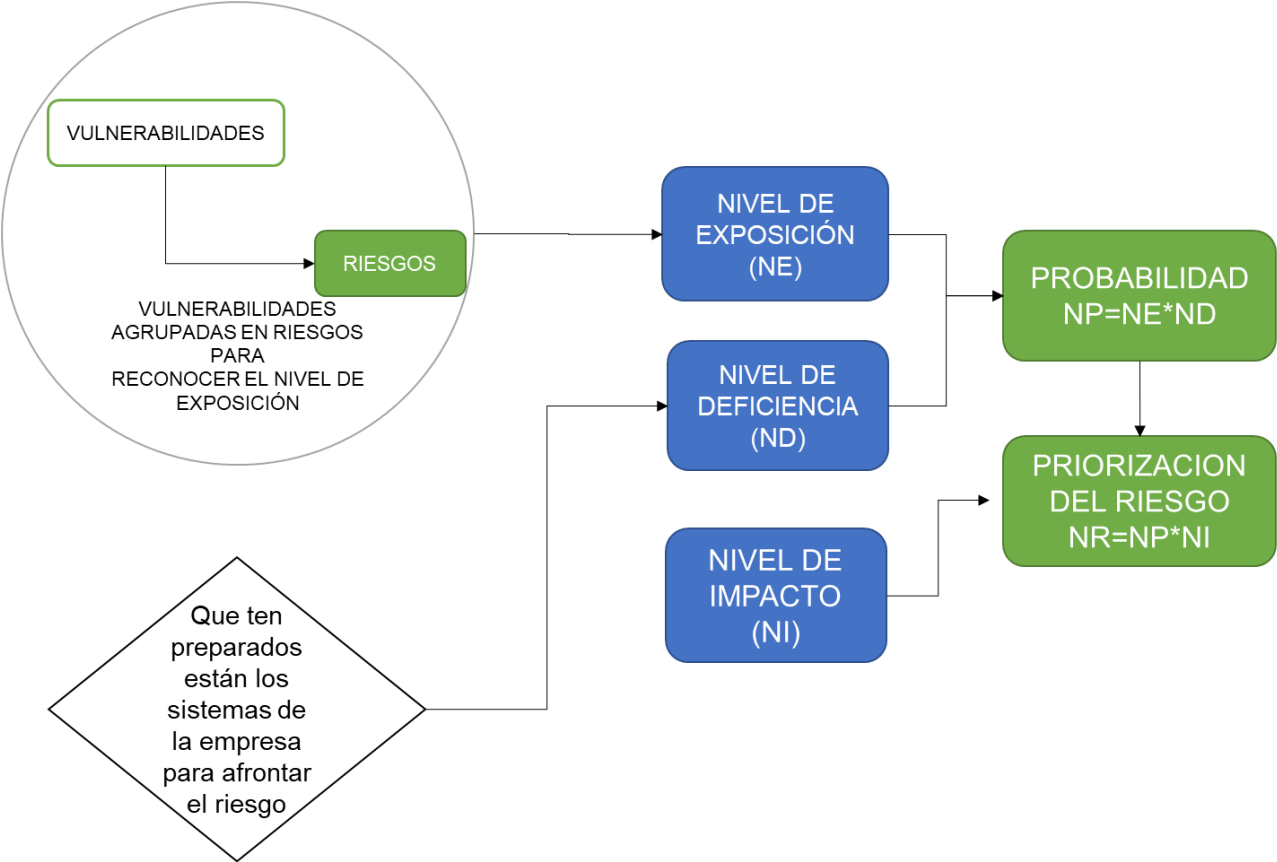 VULNERABILIDADES
RIESGOS
VULNERABILIDADES
AGRUPADAS EN RIESGOS
PARA
RECONOCER EL NIVEL DE
EXPOSICIÓN
NIVEL DE
EXPOSICIÓN
(NE)
NIVEL DE
DEFICIENCIA
(ND)
NIVEL DE
IMPACTO
(NI)
PROBABILIDAD
NP=NE*ND
PRIORIZACION
DEL RIESGO
NR=NP*NI
Que ten
preparados
están los
sistemas de
la empresa
para afrontar
el riesgo